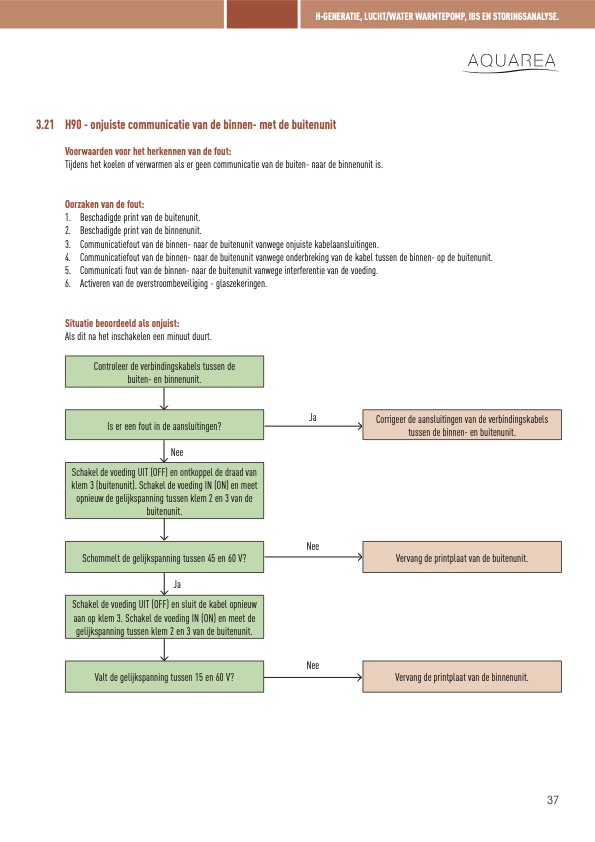 H-GENERATIE, LUCHT/WATER WARMTEPOMP, IBS EN STORINGSANALYSE.
AQUAREA
3.21 H90 - onjuiste communicatie van de binnen- met de buitenunit
Voorwaarden voor het herkennen van de fout:
Tijdens het koelen of verwarmen als er geen communicatie van de buiten- naar de binnenunit is.
Oorzaken van de fout:
1. Beschadigde print van de buitenunit.
2. Beschadigde print van de binnenunit.
3. Communicatiefout van de binnen- naar de buitenunit vanwege onjuiste kabelaansluitingen.
4. Communicatiefout van de binnen- naar de buitenunit vanwege onderbreking van de kabel tussen de binnen- op de buitenunit.
5. Communicati fout van de binnen- naar de buitenunit vanwege interferentie van de voeding.
6. Activeren van de overstroombeveiliging - glaszekeringen.
Situatie beoordeeld als onjuist:
Als dit na het inschakelen een minuut duurt.
Controleer de verbindingskabels tussen de
buiten- en binnenunit.
Is er een fout in de aansluitingen?
Ja
Corrigeer de aansluitingen van de verbindingskabels
tussen de binnen- en buitenunit.
Nee
Schakel de voeding UIT (OFF) en ontkoppel de draad van
klem 3 (buitenunit). Schakel de voeding IN (ON) en meet
opnieuw de gelijkspanning tussen klem 2 en 3 van de
buitenunit.
Schommelt de gelijkspanning tussen 45 en 60 V?
Nee
Vervang de printplaat van de buitenunit.
Ja
Schakel de voeding UIT (OFF) en sluit de kabel opnieuw
aan op klem 3. Schakel de voeding IN (ON) en meet de
gelijkspanning tussen klem 2 en 3 van de buitenunit.
Valt de gelijkspanning tussen 15 en 60 V?
Nee
Vervang de printplaat van de binnenunit.
37